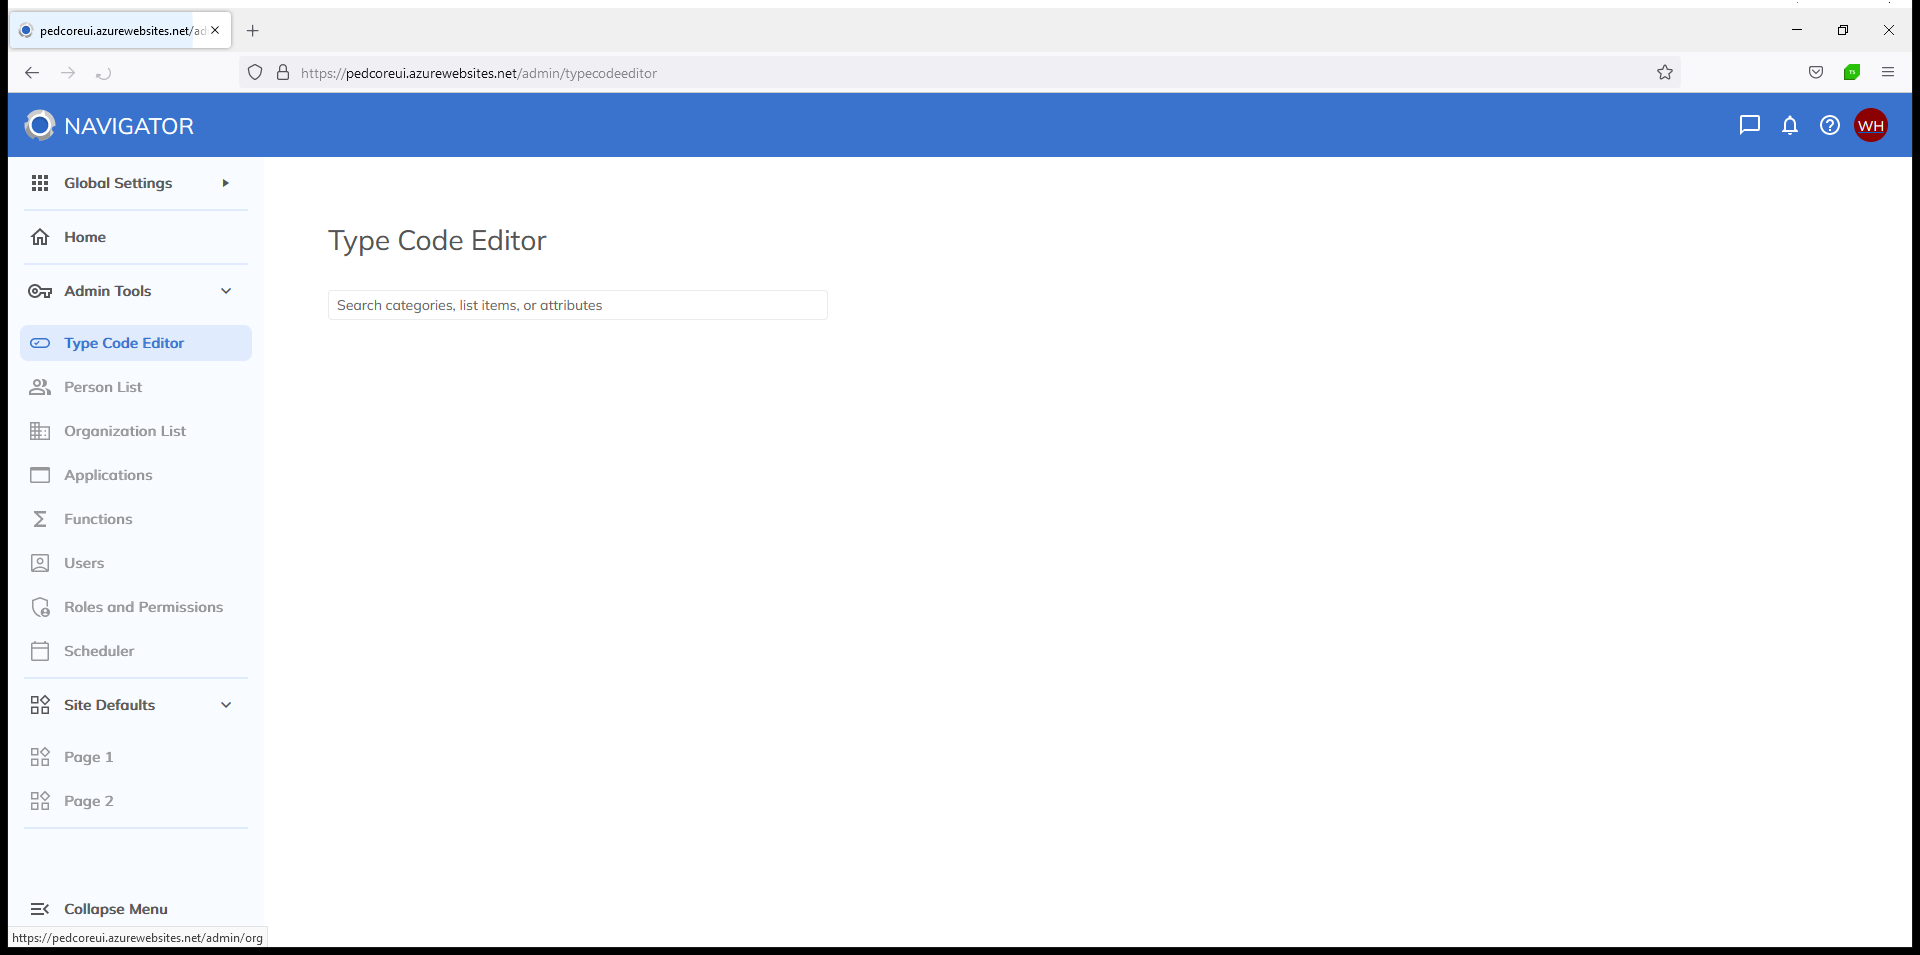 pedcoreui.azurewebsites.net/ad
https://pedcoreui.azurewebsites.net/admin/typecodeeditor
TS
NAVIGATOR
WH
Global Settings
Home
Admin Tools
Type Code Editor
Person List
Organization List
Applications
Functions
Users
Roles and Permissions
Scheduler
Site Defaults
Page 1
Page 2
Collapse Menu
https://pedcoreui.azurewebsites.net/admin/org
Type Code Editor
Search categories, list items, or attributes